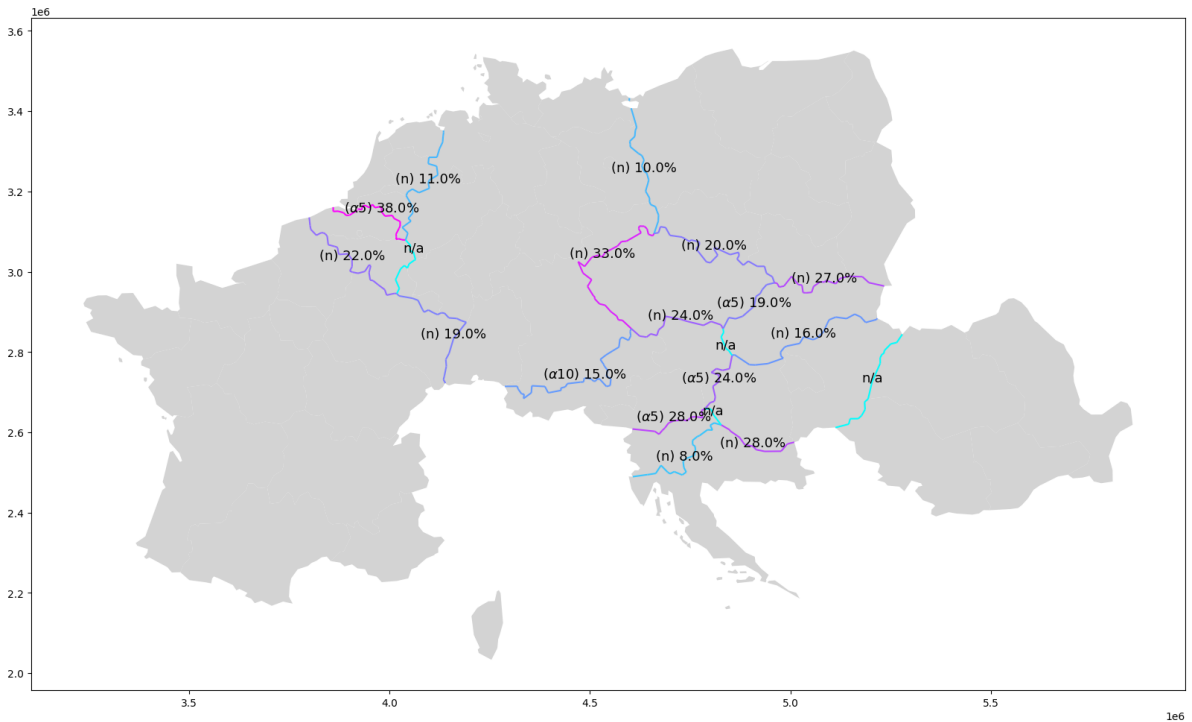 1e6
3.6
3.4
3.2
3.0
2.8
2.6
2.4
2.2
2.0
(n) 10.0%
(n) 11.0%
(α5) 38.0%
n/a
(n) 22.0%
(n) 33.0%
(n) 20.0%
(n) 27.0%
(α5) 19.0%
(n) 24.0%
(n) 19.0%
(n) 16.0%
n/a
(α10) 15.0%
(α5) 24.0%
n/a
(α5) 28.0%
n/a
(n) 28.0%
(n) 8.0%
3.5
4.0
4.5
5.0
5.5
1e6